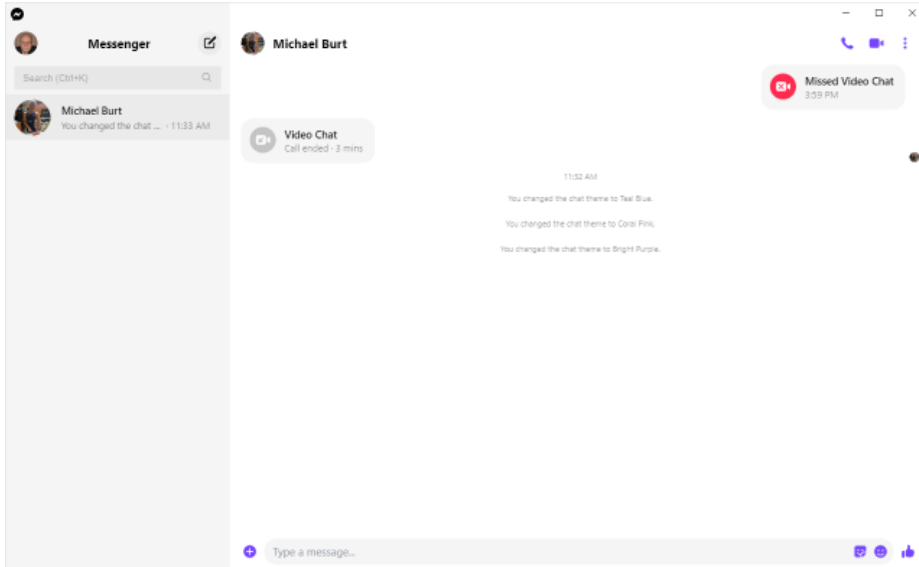 Messenger
Search (Ctrl+K)
Michael Burt
You changed the chat ... · 11:33 AM
Michael Burt
Missed Video Chat
3:59 PM
Video Chat
Call ended · 3 mins
11:32 AM
You changed the chat theme to Teal Blue.
You changed the chat theme to Coral Pink.
You changed the chat theme to Bright Purple.
Type a message...